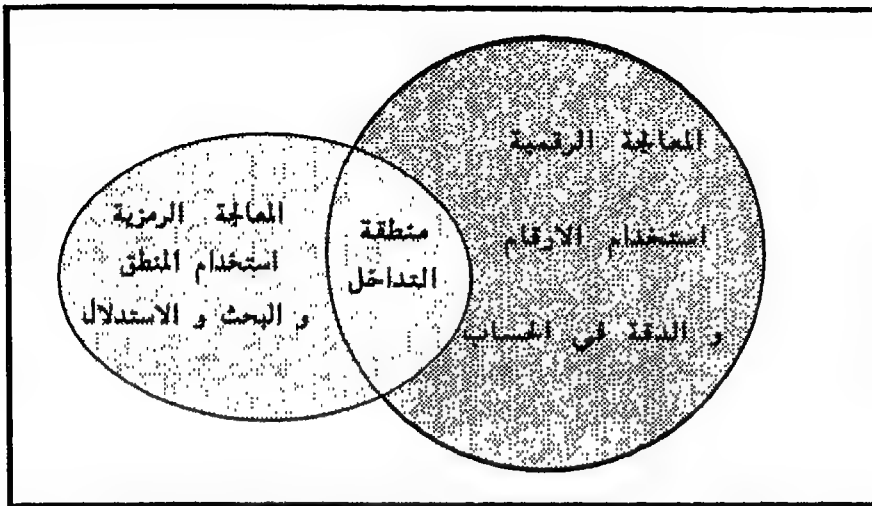 المعالجة الرقمية
استخدام الارقام
و الدقة في الحساب
منطقة
التداخل
المعالجة الرمزية
استخدام المنطق
و البحث و الاستدلال